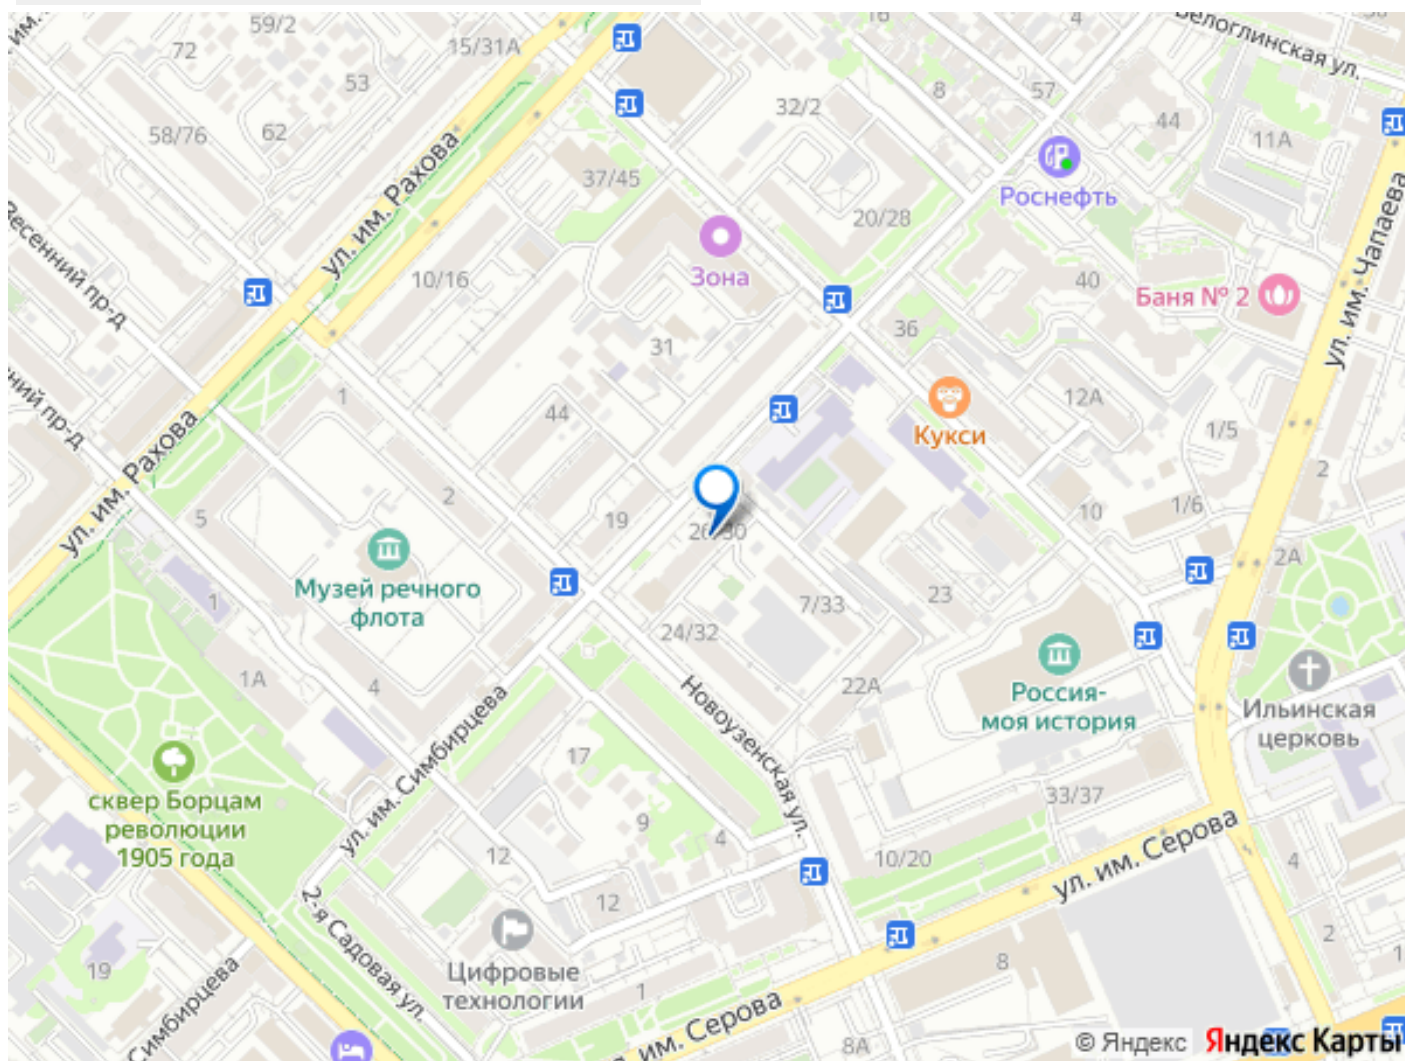 59/2
16
4
Белоглинская ул.
72
15/31А
53
32/2
8
57
44
11А
58/76
62
37/45
20/28
Роснефть
ул. им. Рахова
Весенний пр-д
10/16
Зона
40
Баня № 2
ул. им. Чапаева
36
31
1
44
Кукси
12А
1/5
2
ул. им. Рахова
2
5
19
26/30
10
1/6
2А
Музей речного
флота
1
7/33
23
24/32
1А
4
22А
Россия-
моя история
Ильинская
церковь
Новоузенская ул.
ул. им. Симбирцева
17
сквер Борцам
революции
1905 года
9
4
12
33/37
10/20
ул. им. Серова
4
12
2-я Садовая ул.
19
Цифровые
технологии
Симбирцева
8
2
1
1
ул. им. Серова
8А
© Яндекс Яндекс Карты